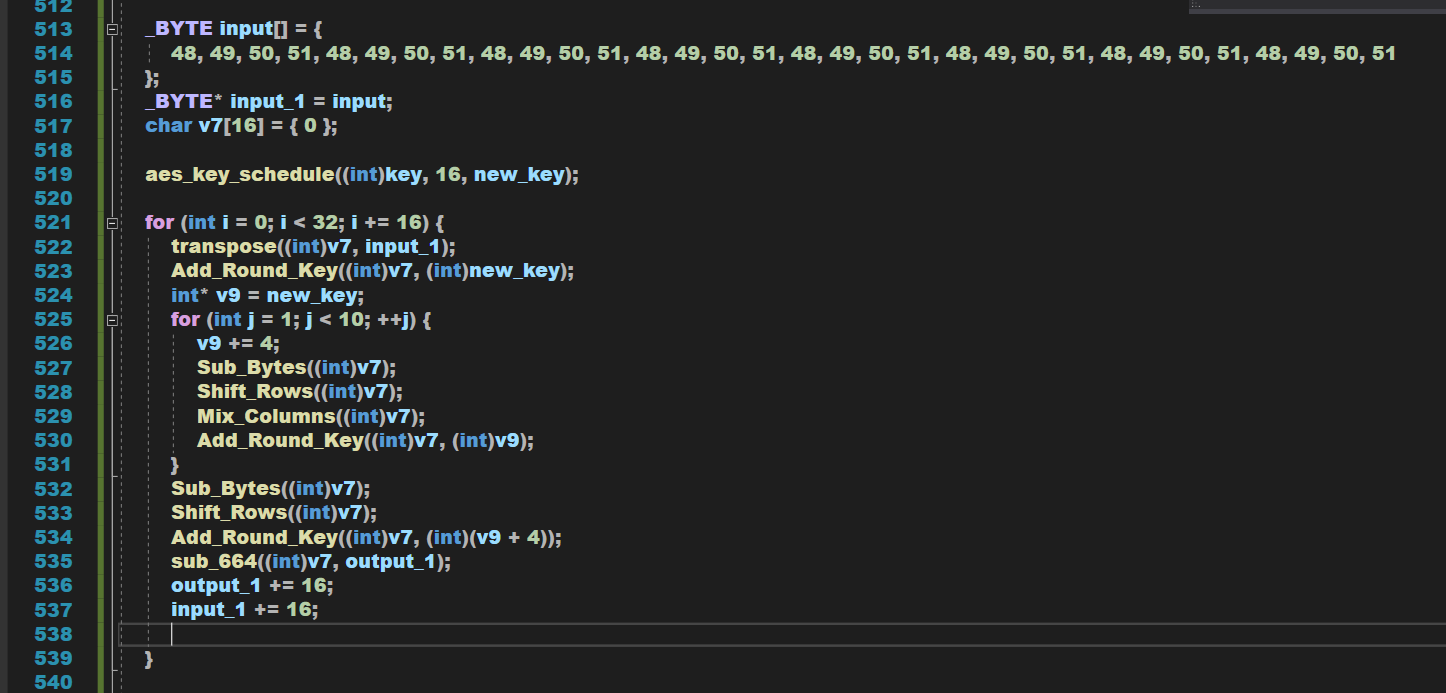 512
513 _BYTE input[] = {
514 48, 49, 50, 51, 48, 49, 50, 51, 48, 49, 50, 51, 48, 49, 50, 51, 48, 49, 50, 51, 48, 49, 50, 51, 48, 49, 50, 51, 48, 49, 50, 51
515 };
516 _BYTE* input_1 = input;
517 char v7[16] = { 0 };
518
519 aes_key_schedule((int)key, 16, new_key);
520
521 for (int i = 0; i < 32; i += 16) {
522 transpose((int)v7, input_1);
523 Add_Round_Key((int)v7, (int)new_key);
524 int* v9 = new_key;
525 for (int j = 1; j < 10; ++j) {
526 v9 += 4;
527 Sub_Bytes((int)v7);
528 Shift_Rows((int)v7);
529 Mix_Columns((int)v7);
530 Add_Round_Key((int)v7, (int)v9);
531 }
532 Sub_Bytes((int)v7);
533 Shift_Rows((int)v7);
534 Add_Round_Key((int)v7, (int)(v9 + 4));
535 sub_664((int)v7, output_1);
536 output_1 += 16;
537 input_1 += 16;
538
539 }
540